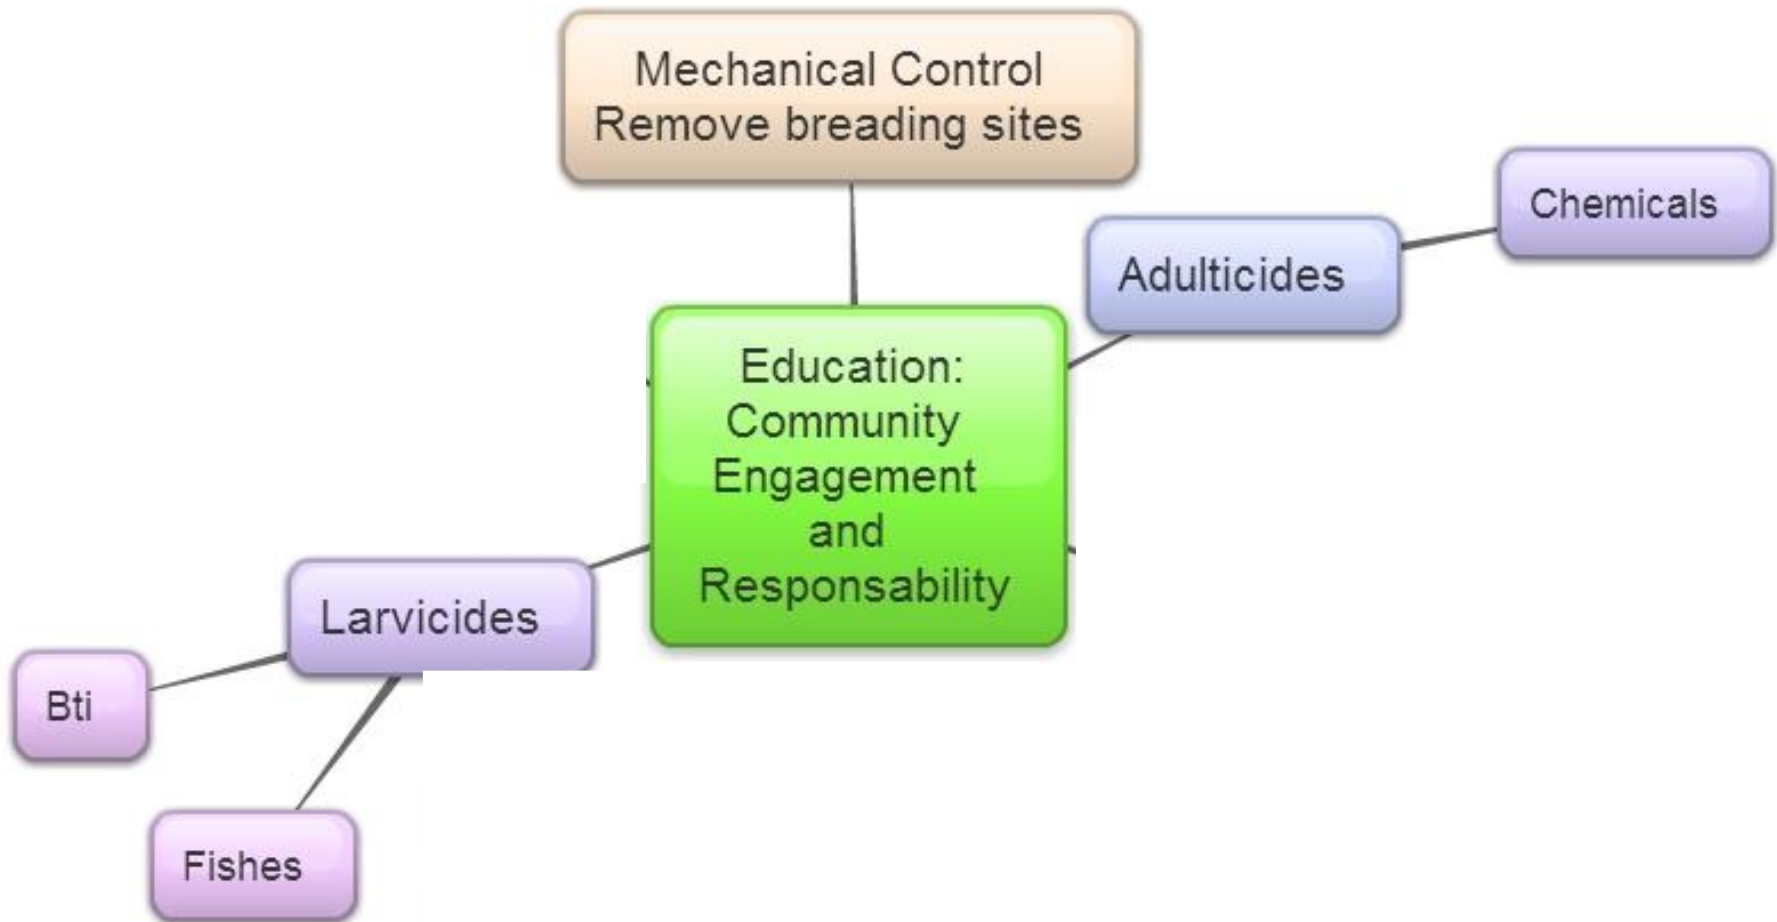 Mechanical Control
Remove breading sites
Chemicals
Adulticides
Education:
Community
Engagement
and
Responsability
Larvicides
Bti
Fishes